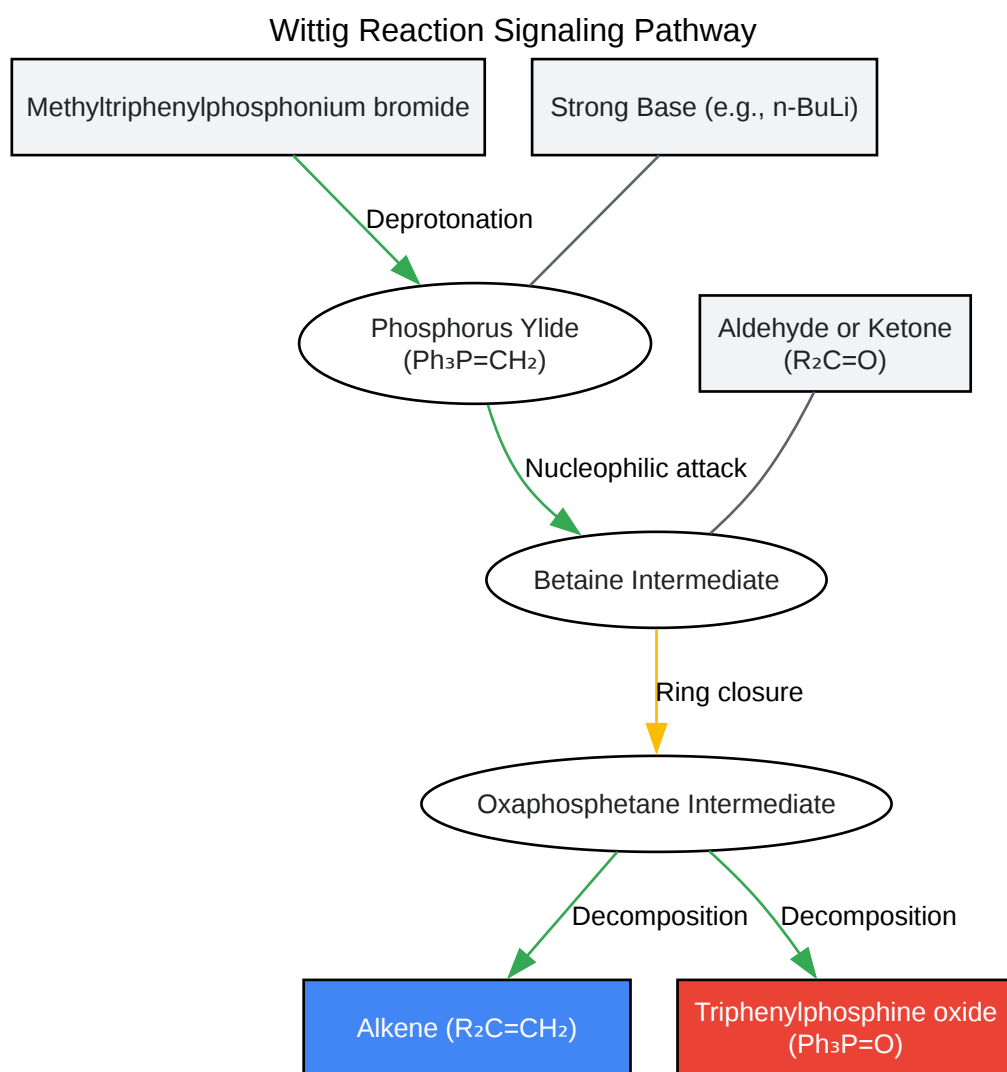 Wittig Reaction Signaling Pathway
Methyltriphenylphosphonium bromide
Strong Base (e.g., n-BuLi)
Deprotonation
Phosphorus Ylide
(Ph₃P=CH₂)
Aldehyde or Ketone
(R₂C=O)
Nucleophilic attack
Betaine Intermediate
Ring closure
Oxaphosphetane Intermediate
Decomposition
Decomposition
Alkene (R₂C=CH₂)
Triphenylphosphine oxide
(Ph₃P=O)